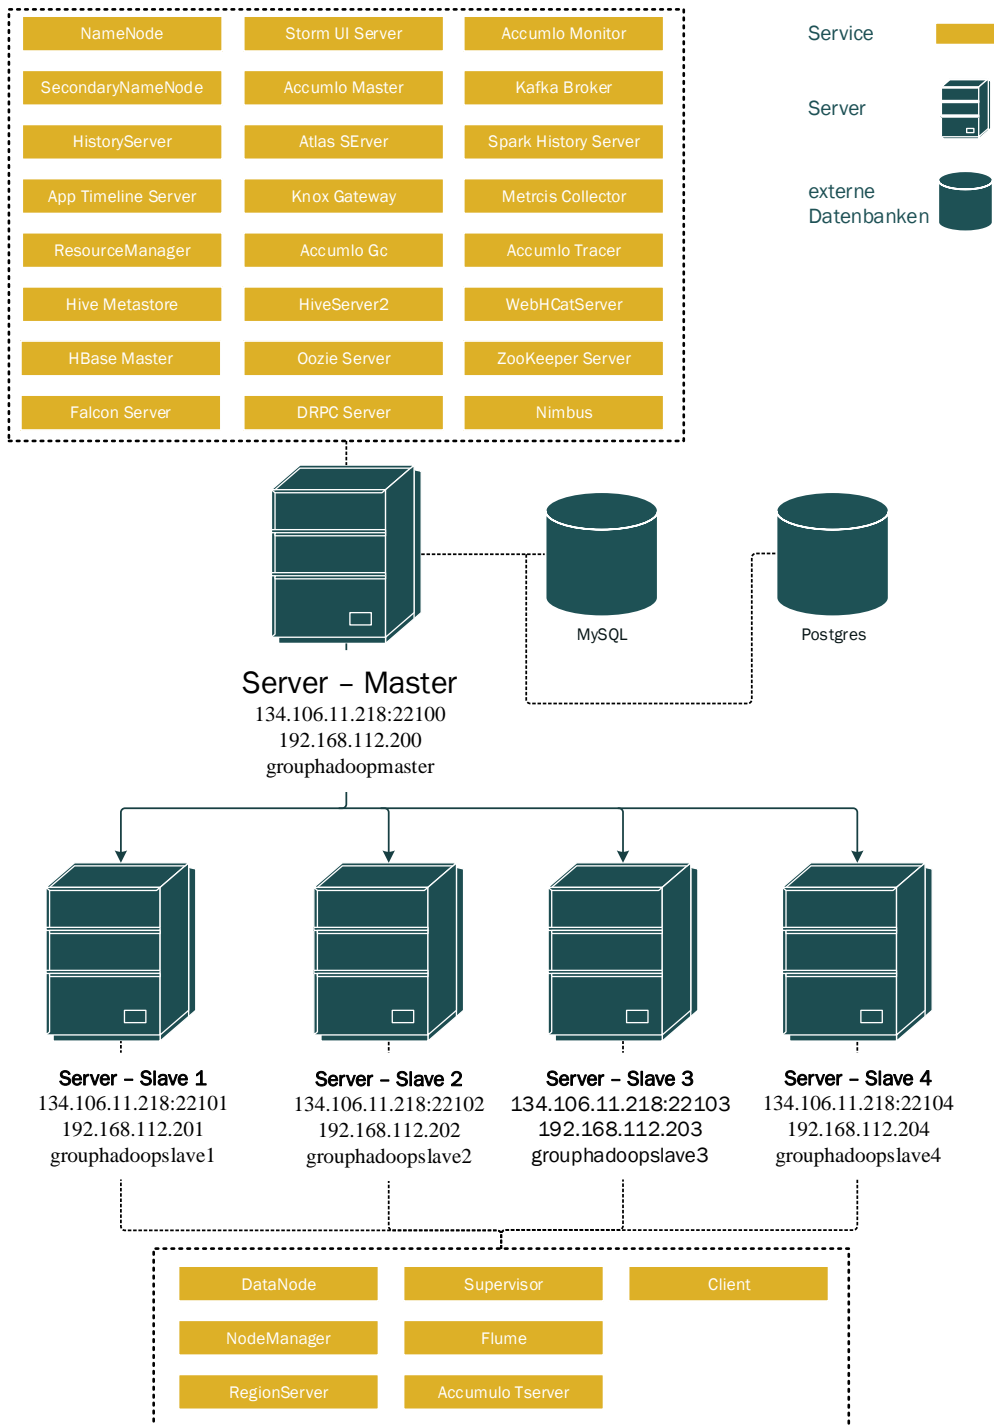 NameNode
Storm UI Server
Accumlo Monitor
SecondaryNameNode
Accumlo Master
Kafka Broker
HistoryServer
Atlas SErver
Spark History Server
App Timeline Server
Knox Gateway
Metrcis Collector
ResourceManager
Accumlo Gc
Accumlo Tracer
Hive Metastore
HiveServer2
WebHCatServer
HBase Master
Oozie Server
ZooKeeper Server
Falcon Server
DRPC Server
Nimbus
Service
Server
externe
Datenbanken
MySQL
Postgres
Server – Master
134.106.11.218:22100
192.168.112.200
grouphadoopmaster
Server – Slave 1
134.106.11.218:22101
192.168.112.201
grouphadoopslave1
Server – Slave 2
134.106.11.218:22102
192.168.112.202
grouphadoopslave2
Server – Slave 3
134.106.11.218:22103
192.168.112.203
grouphadoopslave3
Server – Slave 4
134.106.11.218:22104
192.168.112.204
grouphadoopslave4
DataNode
Supervisor
Client
NodeManager
Flume
RegionServer
Accumulo Tserver